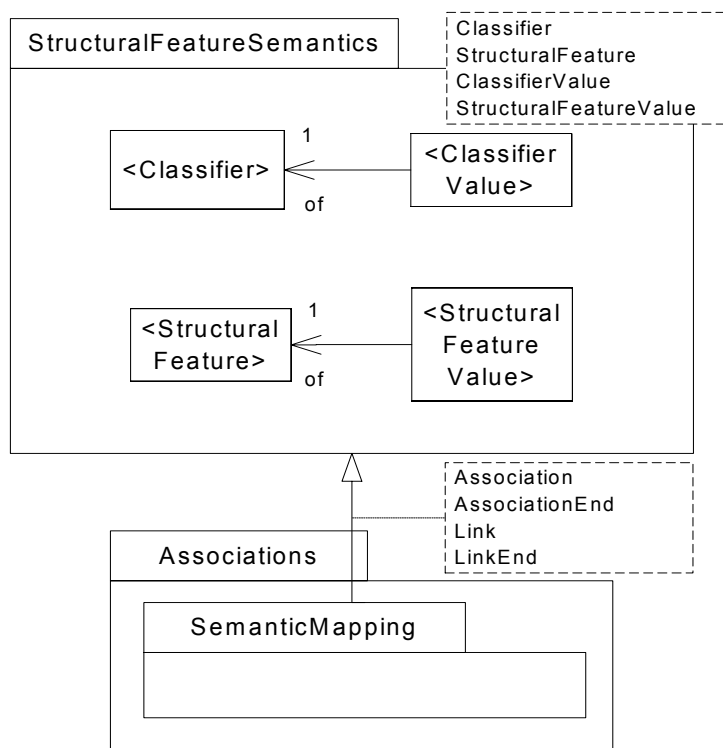 StructuralFeatureSemantics
Classifier
StructuralFeature
ClassifierValue
StructuralFeatureValue
<Classifier>
1
of
<Classifier
Value>
<Structural
Feature>
1
of
<Structural
Feature
Value>
Association
AssociationEnd
Link
LinkEnd
Associations
SemanticMapping